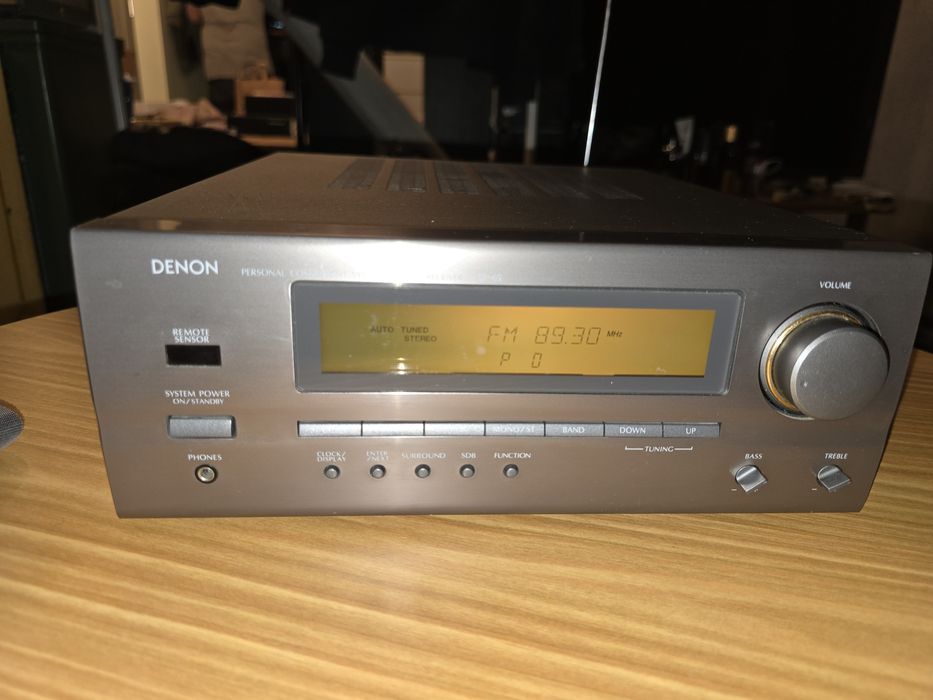 DENON
PERSONAL
VOLUME
REMOTE
SENSOR
AUTO TUNED
STEREO
FM 89.30 MHz
P 0
SYSTEM POWER
ON/STANDBY
MONO/ST BAND DOWN UP
TUNING
PHONES
CLOCK/
DISPLAY
ENTER
/NEXT
SURROUND
SDB
FUNCTION
BASS
TREBLE